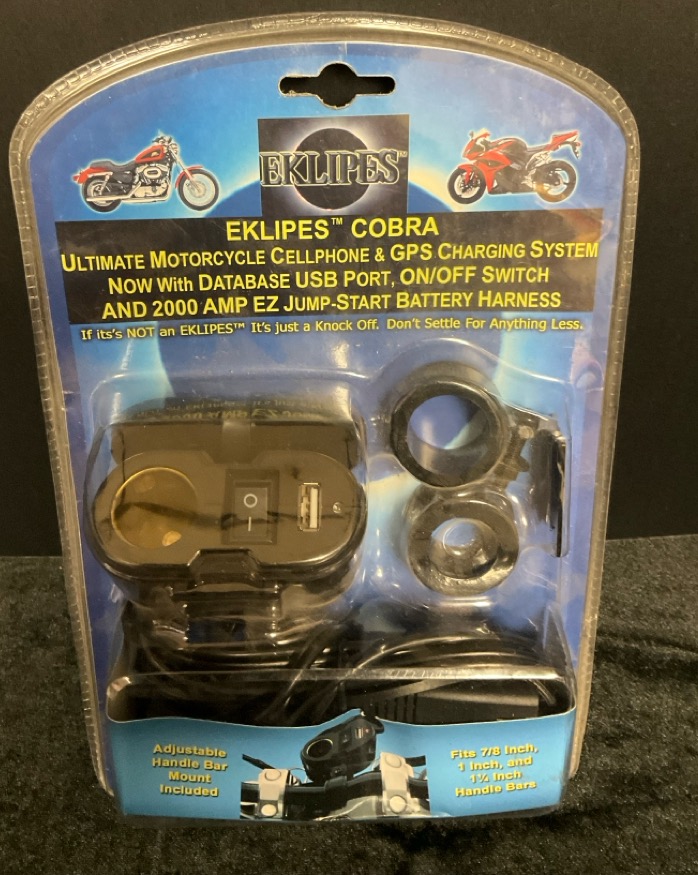 EKLIPES™
EKLIPES™ COBRA
ULTIMATE MOTORCYCLE CELLPHONE & GPS CHARGING SYSTEM
NOW WITH DATABASE USB PORT, ON/OFF SWITCH
AND 2000 AMP EZ JUMP-START BATTERY HARNESS
If its's NOT an EKLIPES™ It's just a Knock Off. Don't Settle For Anything Less.
Adjustable
Handle Bar
Mount
Included
Fits 7/8 Inch,
1 Inch, and
1¼ Inch
Handle Bars